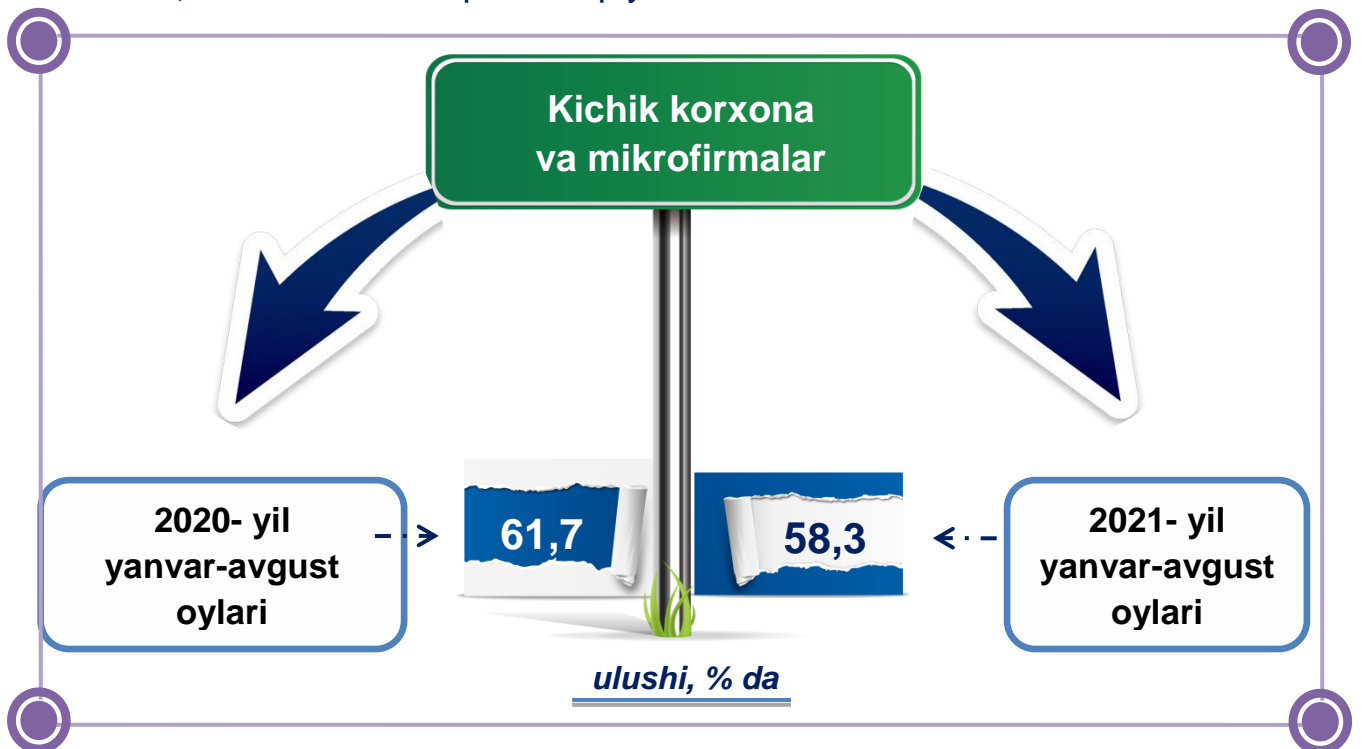 Kichik korxona
va mikrofirmalar
2020- yil
yanvar-avgust
oylari
61,7
58,3
2021- yil
yanvar-avgust
oylari
ulushi, % da